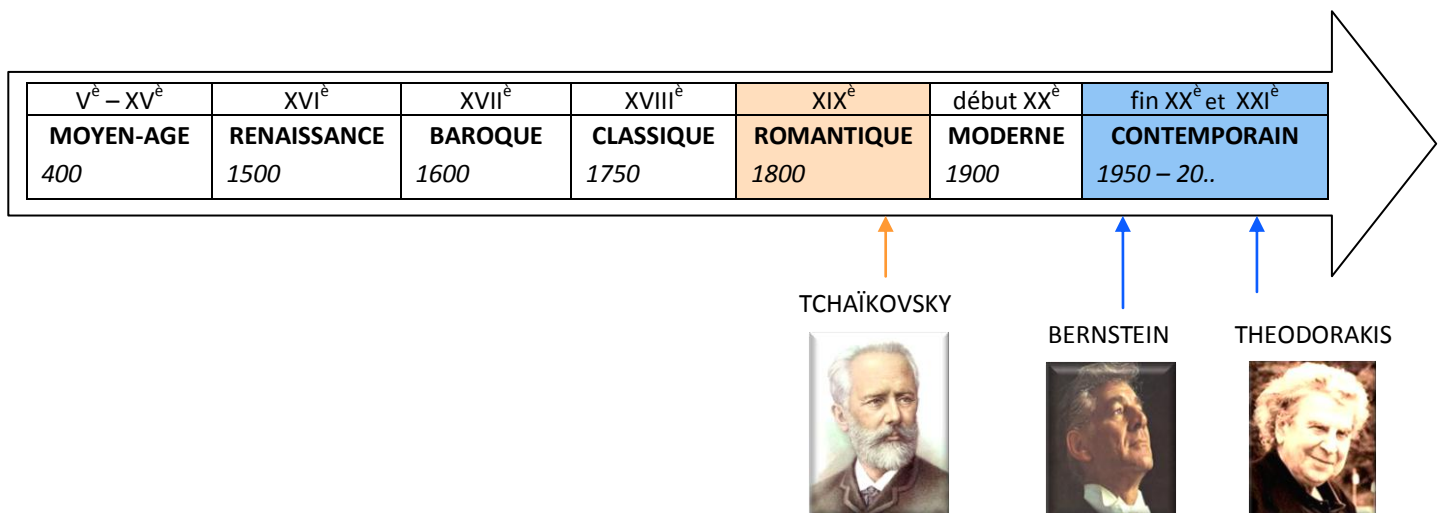 Vè – XVè XVIè XVIIè XVIIIè XIXè début XXè fin XXè et XXIè
MOYEN-AGE RENAISSANCE BAROQUE CLASSIQUE ROMANTIQUE MODERNE CONTEMPORAIN
400 1500 1600 1750 1800 1900 1950 – 20..
TCHAÏKOVSKY
BERNSTEIN THEODORAKIS